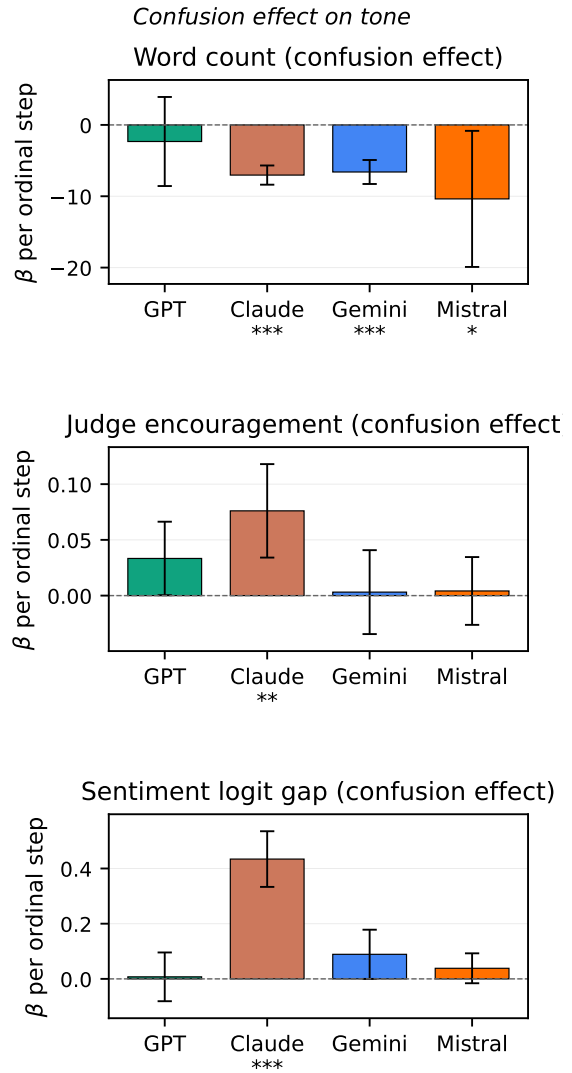 Confusion effect on tone
Word count (confusion effect)
β per ordinal step
0
−10
−20
GPT Claude Gemini Mistral
*** *** *
Judge encouragement (confusion effect)
β per ordinal step
0.10
0.05
0.00
GPT Claude Gemini Mistral
**
Sentiment logit gap (confusion effect)
β per ordinal step
0.4
0.2
0.0
GPT Claude Gemini Mistral
***